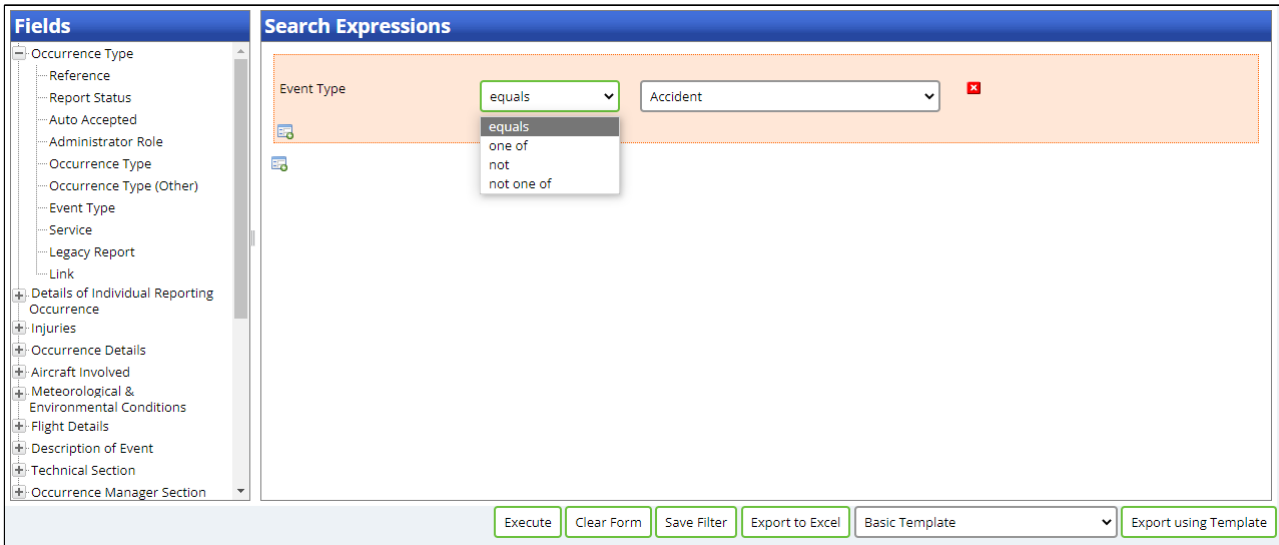 Fields
Occurrence Type
Reference
Report Status
Auto Accepted
Administrator Role
Occurrence Type
Occurrence Type (Other)
Event Type
Service
Legacy Report
Link
Details of Individual Reporting
Occurrence
Injuries
Occurrence Details
Aircraft Involved
Meteorological &
Environmental Conditions
Flight Details
Description of Event
Technical Section
Occurrence Manager Section
Search Expressions
Event Type
equals
Accident
equals
one of
not
not one of
Execute
Clear Form
Save Filter
Export to Excel
Basic Template
Export using Template